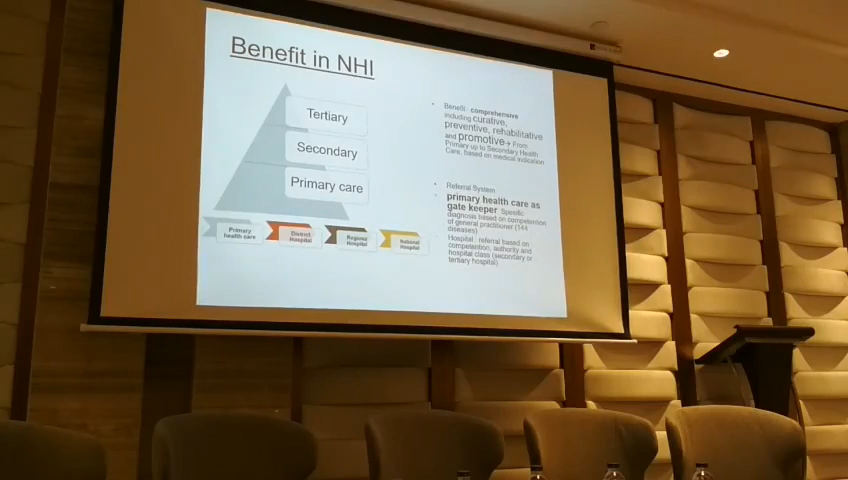 Benefit in NHI
Tertiary
Secondary
Primary care
Primary
health care
District
Hospital
Regional
Hospital
National
Hospital
Benefit : comprehensive
including curative,
preventive, rehabilitative
and promotive → From
Primary up to Secondary Health
Care, based on medical indication
Referral System
primary health care as
gate keeper Spesific
diagnosis based on competention
of general practitioner (144
diseases)
Hospital : referral based on
competention, authority and
hospital class (secondary or
tertiary hospital)